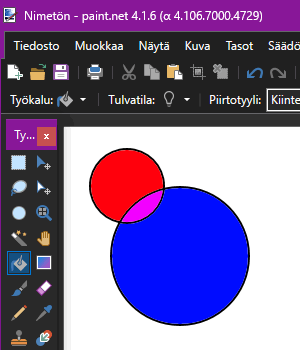 Nimetön - paint.net 4.1.6 (α 4.106.7000.4729)
Tiedosto Muokkaa Näytä Kuva Tasot Säädö
Työkalu: Tulvatila: Piirtotyyli: Kiinte
Ty... x